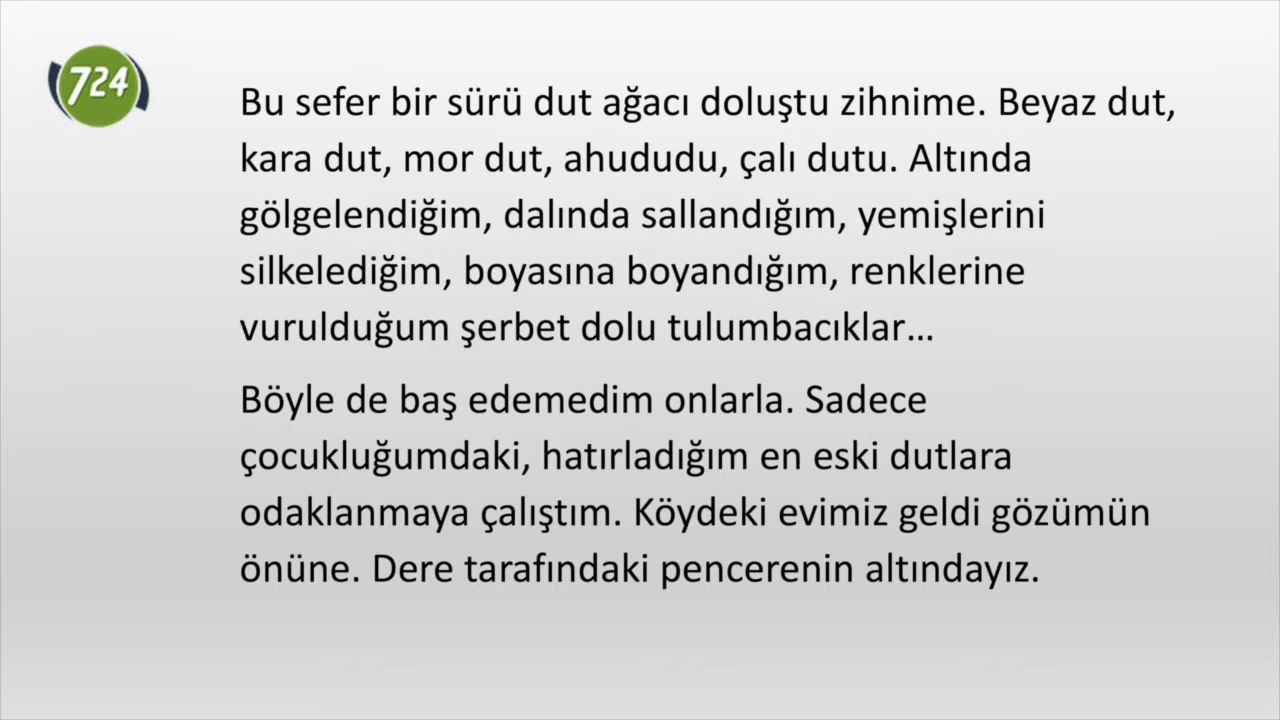 724
Bu sefer bir sürü dut ağacı doluştu zihnime. Beyaz dut,
kara dut, mor dut, ahududu, çalı dutu. Altında
gölgelendiğim, dalında sallandığım, yemişlerini
silkelediğim, boyasına boyandığım, renklerine
vurulduğum şerbet dolu tulumbacıklar…
Böyle de baş edemedim onlarla. Sadece
çocukluğumdaki, hatırladığım en eski dutlara
odaklanmaya çalıştım. Köydeki evimiz geldi gözümün
önüne. Dere tarafındaki pencerenin altındayız.